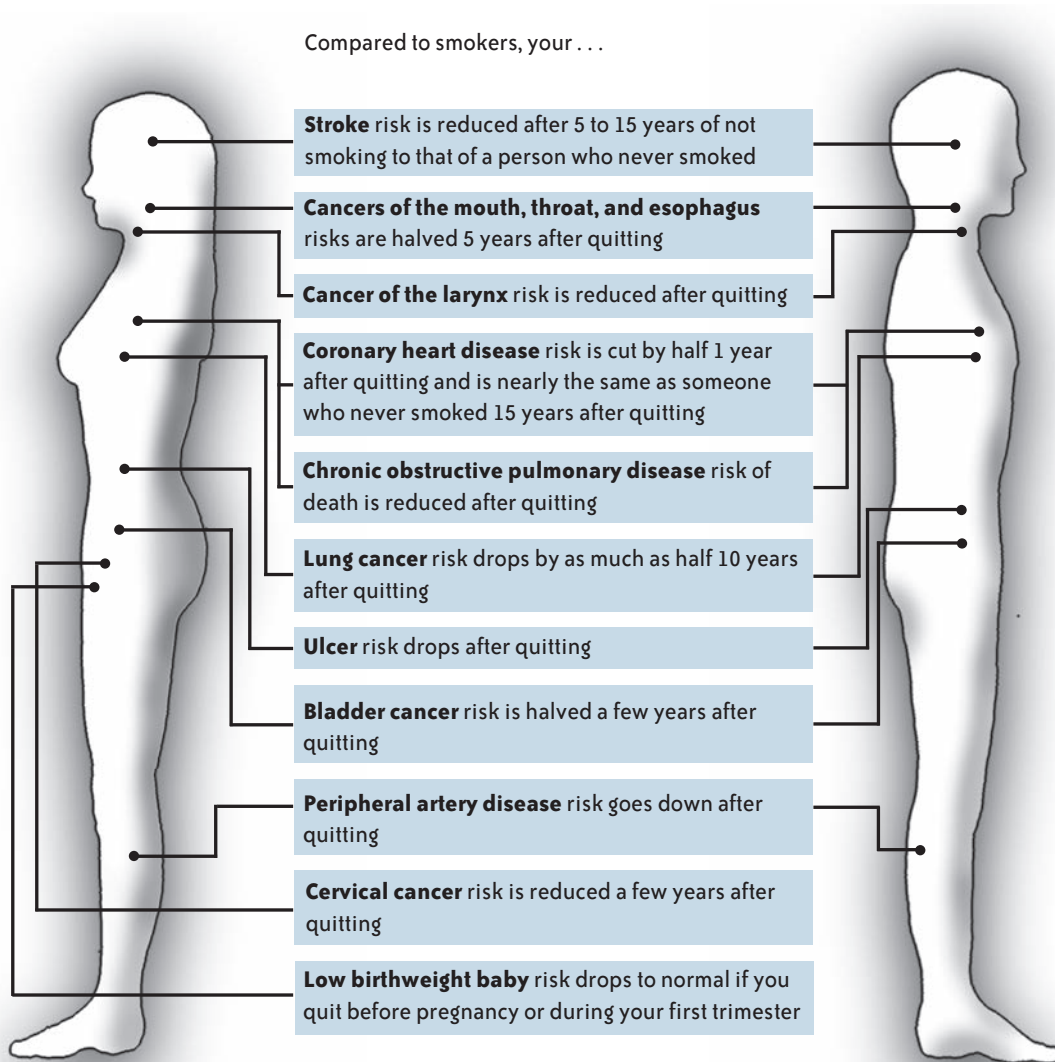 Compared to smokers, your . . .
Stroke risk is reduced after 5 to 15 years of not
smoking to that of a person who never smoked
Cancers of the mouth, throat, and esophagus
risks are halved 5 years after quitting
Cancer of the larynx risk is reduced after quitting
Coronary heart disease risk is cut by half 1 year
after quitting and is nearly the same as someone
who never smoked 15 years after quitting
Chronic obstructive pulmonary disease risk of
death is reduced after quitting
Lung cancer risk drops by as much as half 10 years
after quitting
Ulcer risk drops after quitting
Bladder cancer risk is halved a few years after
quitting
Peripheral artery disease risk goes down after
quitting
Cervical cancer risk is reduced a few years after
quitting
Low birthweight baby risk drops to normal if you
quit before pregnancy or during your first trimester